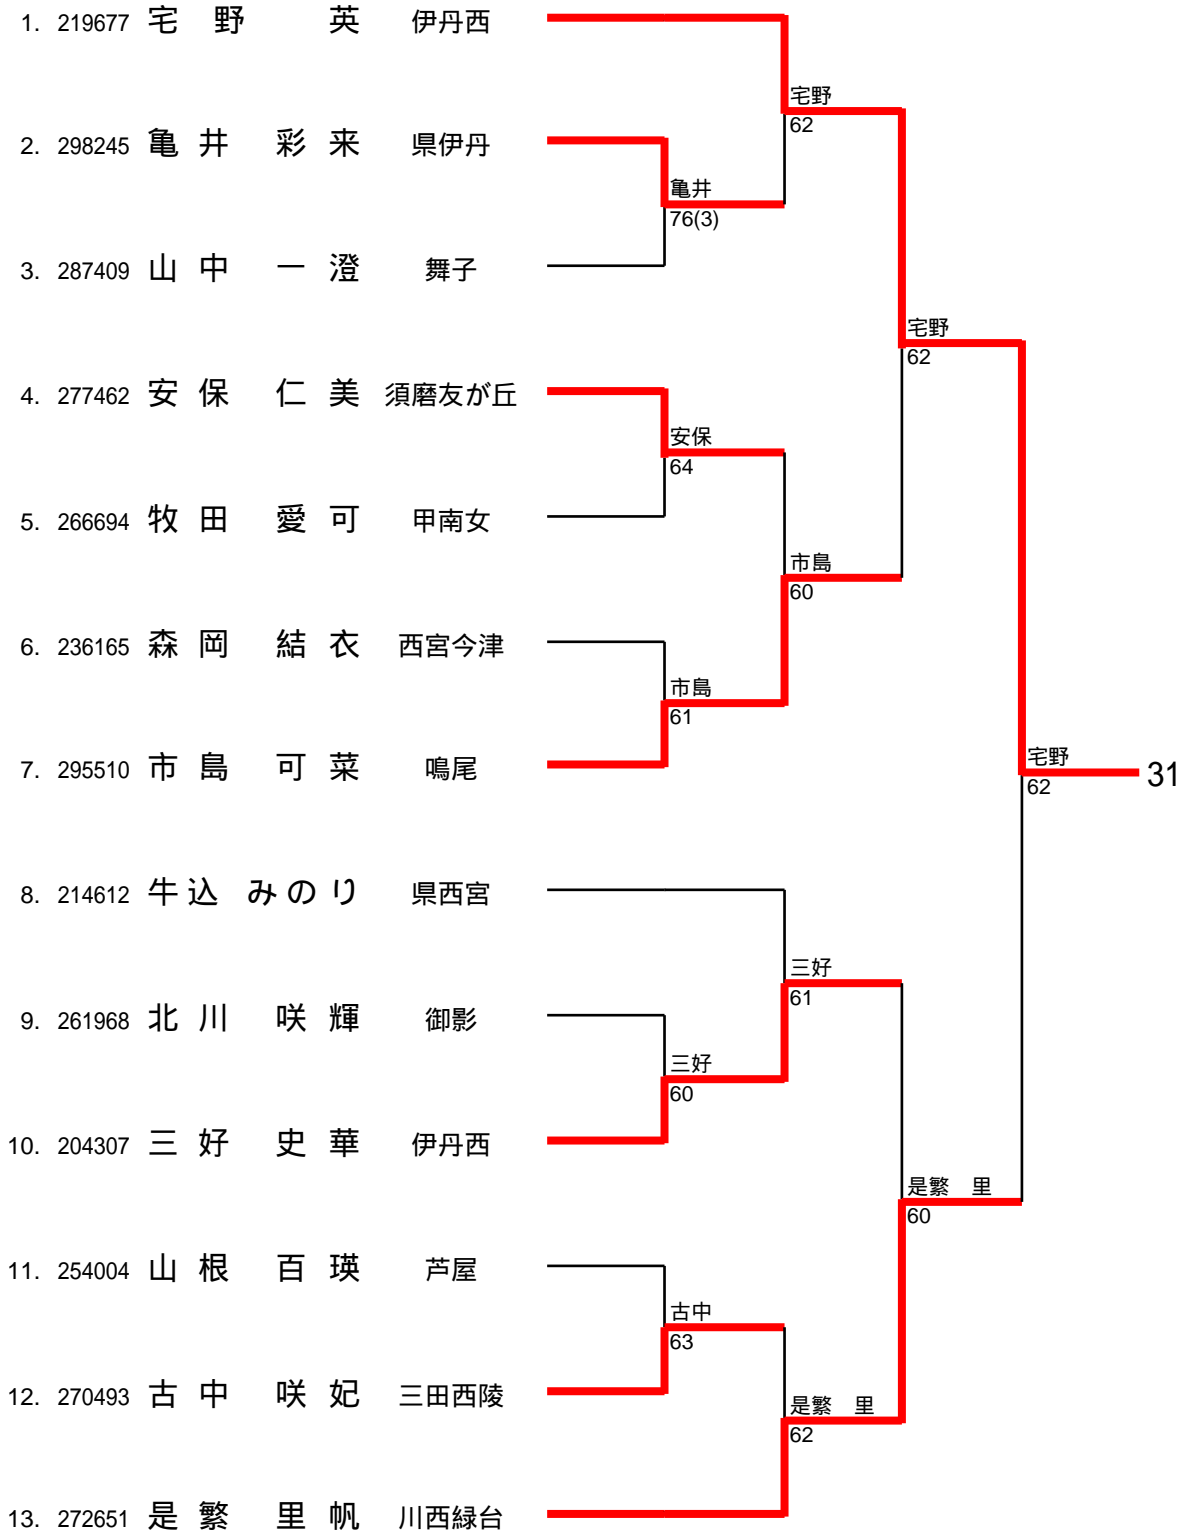 1. 219677 宅野 英 伊丹西
宅野
62
2. 298245 亀井 彩来 県伊丹
亀井
76(3)
3. 287409 山中 一澄 舞子
宅野
62
4. 277462 安保 仁美 須磨友が丘
安保
64
5. 266694 牧田 愛可 甲南女
市島
60
6. 236165 森岡 結衣 西宮今津
市島
61
7. 295510 市島 可菜 鳴尾
宅野
62
31
8. 214612 牛込 みのり 県西宮
三好
61
9. 261968 北川 咲輝 御影
三好
60
10. 204307 三好 史華 伊丹西
是繁 里
60
11. 254004 山根 百瑛 芦屋
古中
63
12. 270493 古中 咲妃 三田西陵
是繁 里
62
13. 272651 是繁 里帆 川西緑台